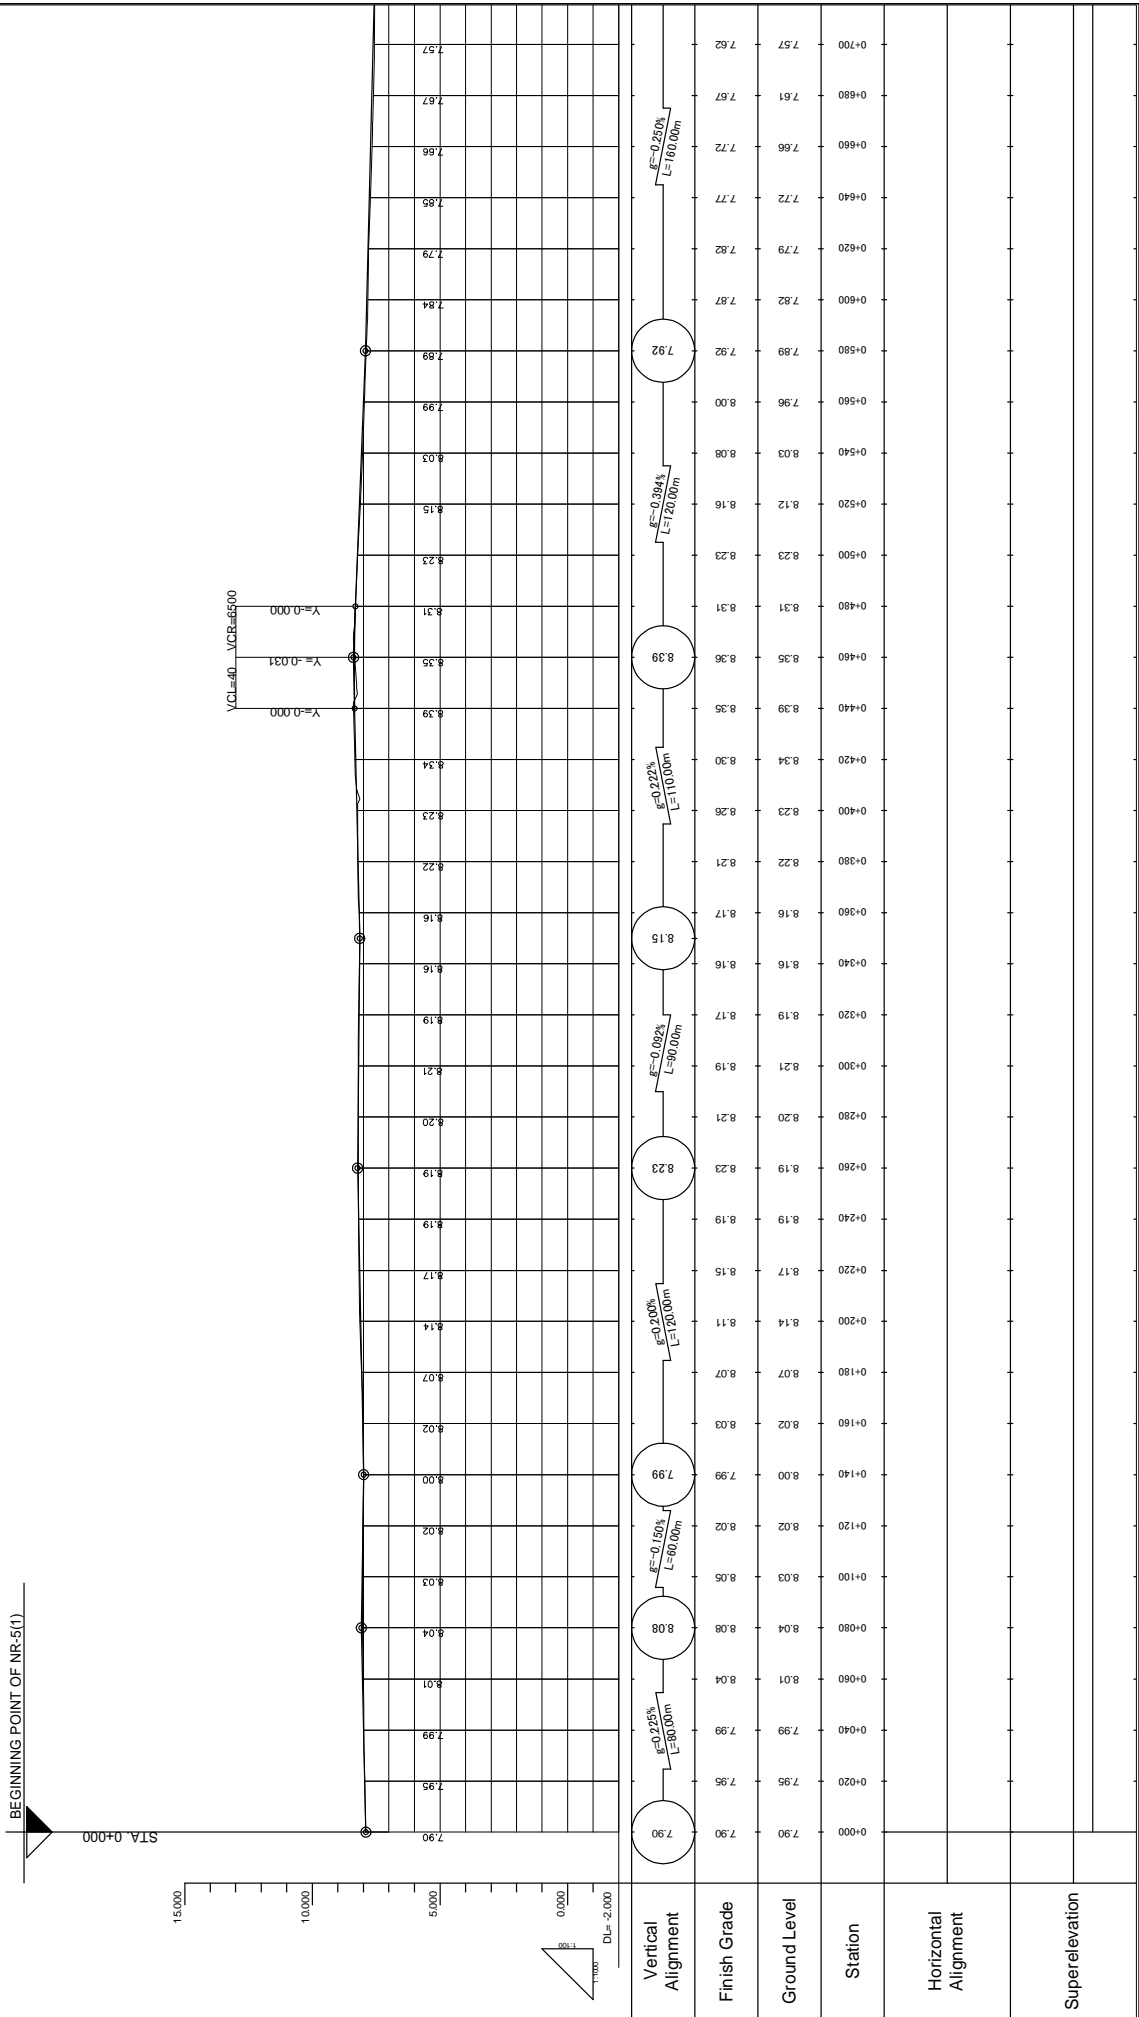 BEGINNING POINT OF NR-5(1)
STA. 0+000
VCL=40 VCR=6500
Y=-0.000
Y= -0.031
Y=-0.000
15.000
10.000
5.000
0.000
DL= -2.000
1:100
1:1000
7.90 7.95 7.99 8.01 8.04 8.03 8.02 8.00 8.02 8.07 8.14 8.17 8.19 8.19 8.20 8.21 8.19 8.16 8.16 8.22 8.23 8.34 8.39 8.35 8.31 8.23 8.15 8.03 7.99 7.89 7.84 7.79 7.85 7.66 7.67 7.57
Vertical
Alignment
7.90
g=0.225%
L=80.00m
8.08
g=-0.150%
L=60.00m
7.99
g=0.200%
L=120.00m
8.23
g=-0.092%
L=90.00m
8.15
g=0.222%
L=110.00m
8.39
g=-0.394%
L=120.00m
7.92
g=-0.250%
L=160.00m
Finish Grade
7.90 7.95 7.99 8.04 8.08 8.05 8.02 7.99 8.03 8.07 8.11 8.15 8.19 8.23 8.21 8.19 8.17 8.16 8.17 8.21 8.26 8.30 8.35 8.36 8.31 8.23 8.16 8.08 8.00 7.92 7.87 7.82 7.77 7.72 7.67 7.62
Ground Level
7.90 7.95 7.99 8.01 8.04 8.03 8.02 8.00 8.02 8.07 8.14 8.17 8.19 8.19 8.20 8.21 8.19 8.16 8.16 8.22 8.23 8.34 8.39 8.35 8.31 8.23 8.12 8.03 7.96 7.89 7.82 7.79 7.72 7.66 7.61 7.57
Station
0+000 0+020 0+040 0+060 0+080 0+100 0+120 0+140 0+160 0+180 0+200 0+220 0+240 0+260 0+280 0+300 0+320 0+340 0+360 0+380 0+400 0+420 0+440 0+460 0+480 0+500 0+520 0+540 0+560 0+580 0+600 0+620 0+640 0+660 0+680 0+700
Horizontal
Alignment
Superelevation